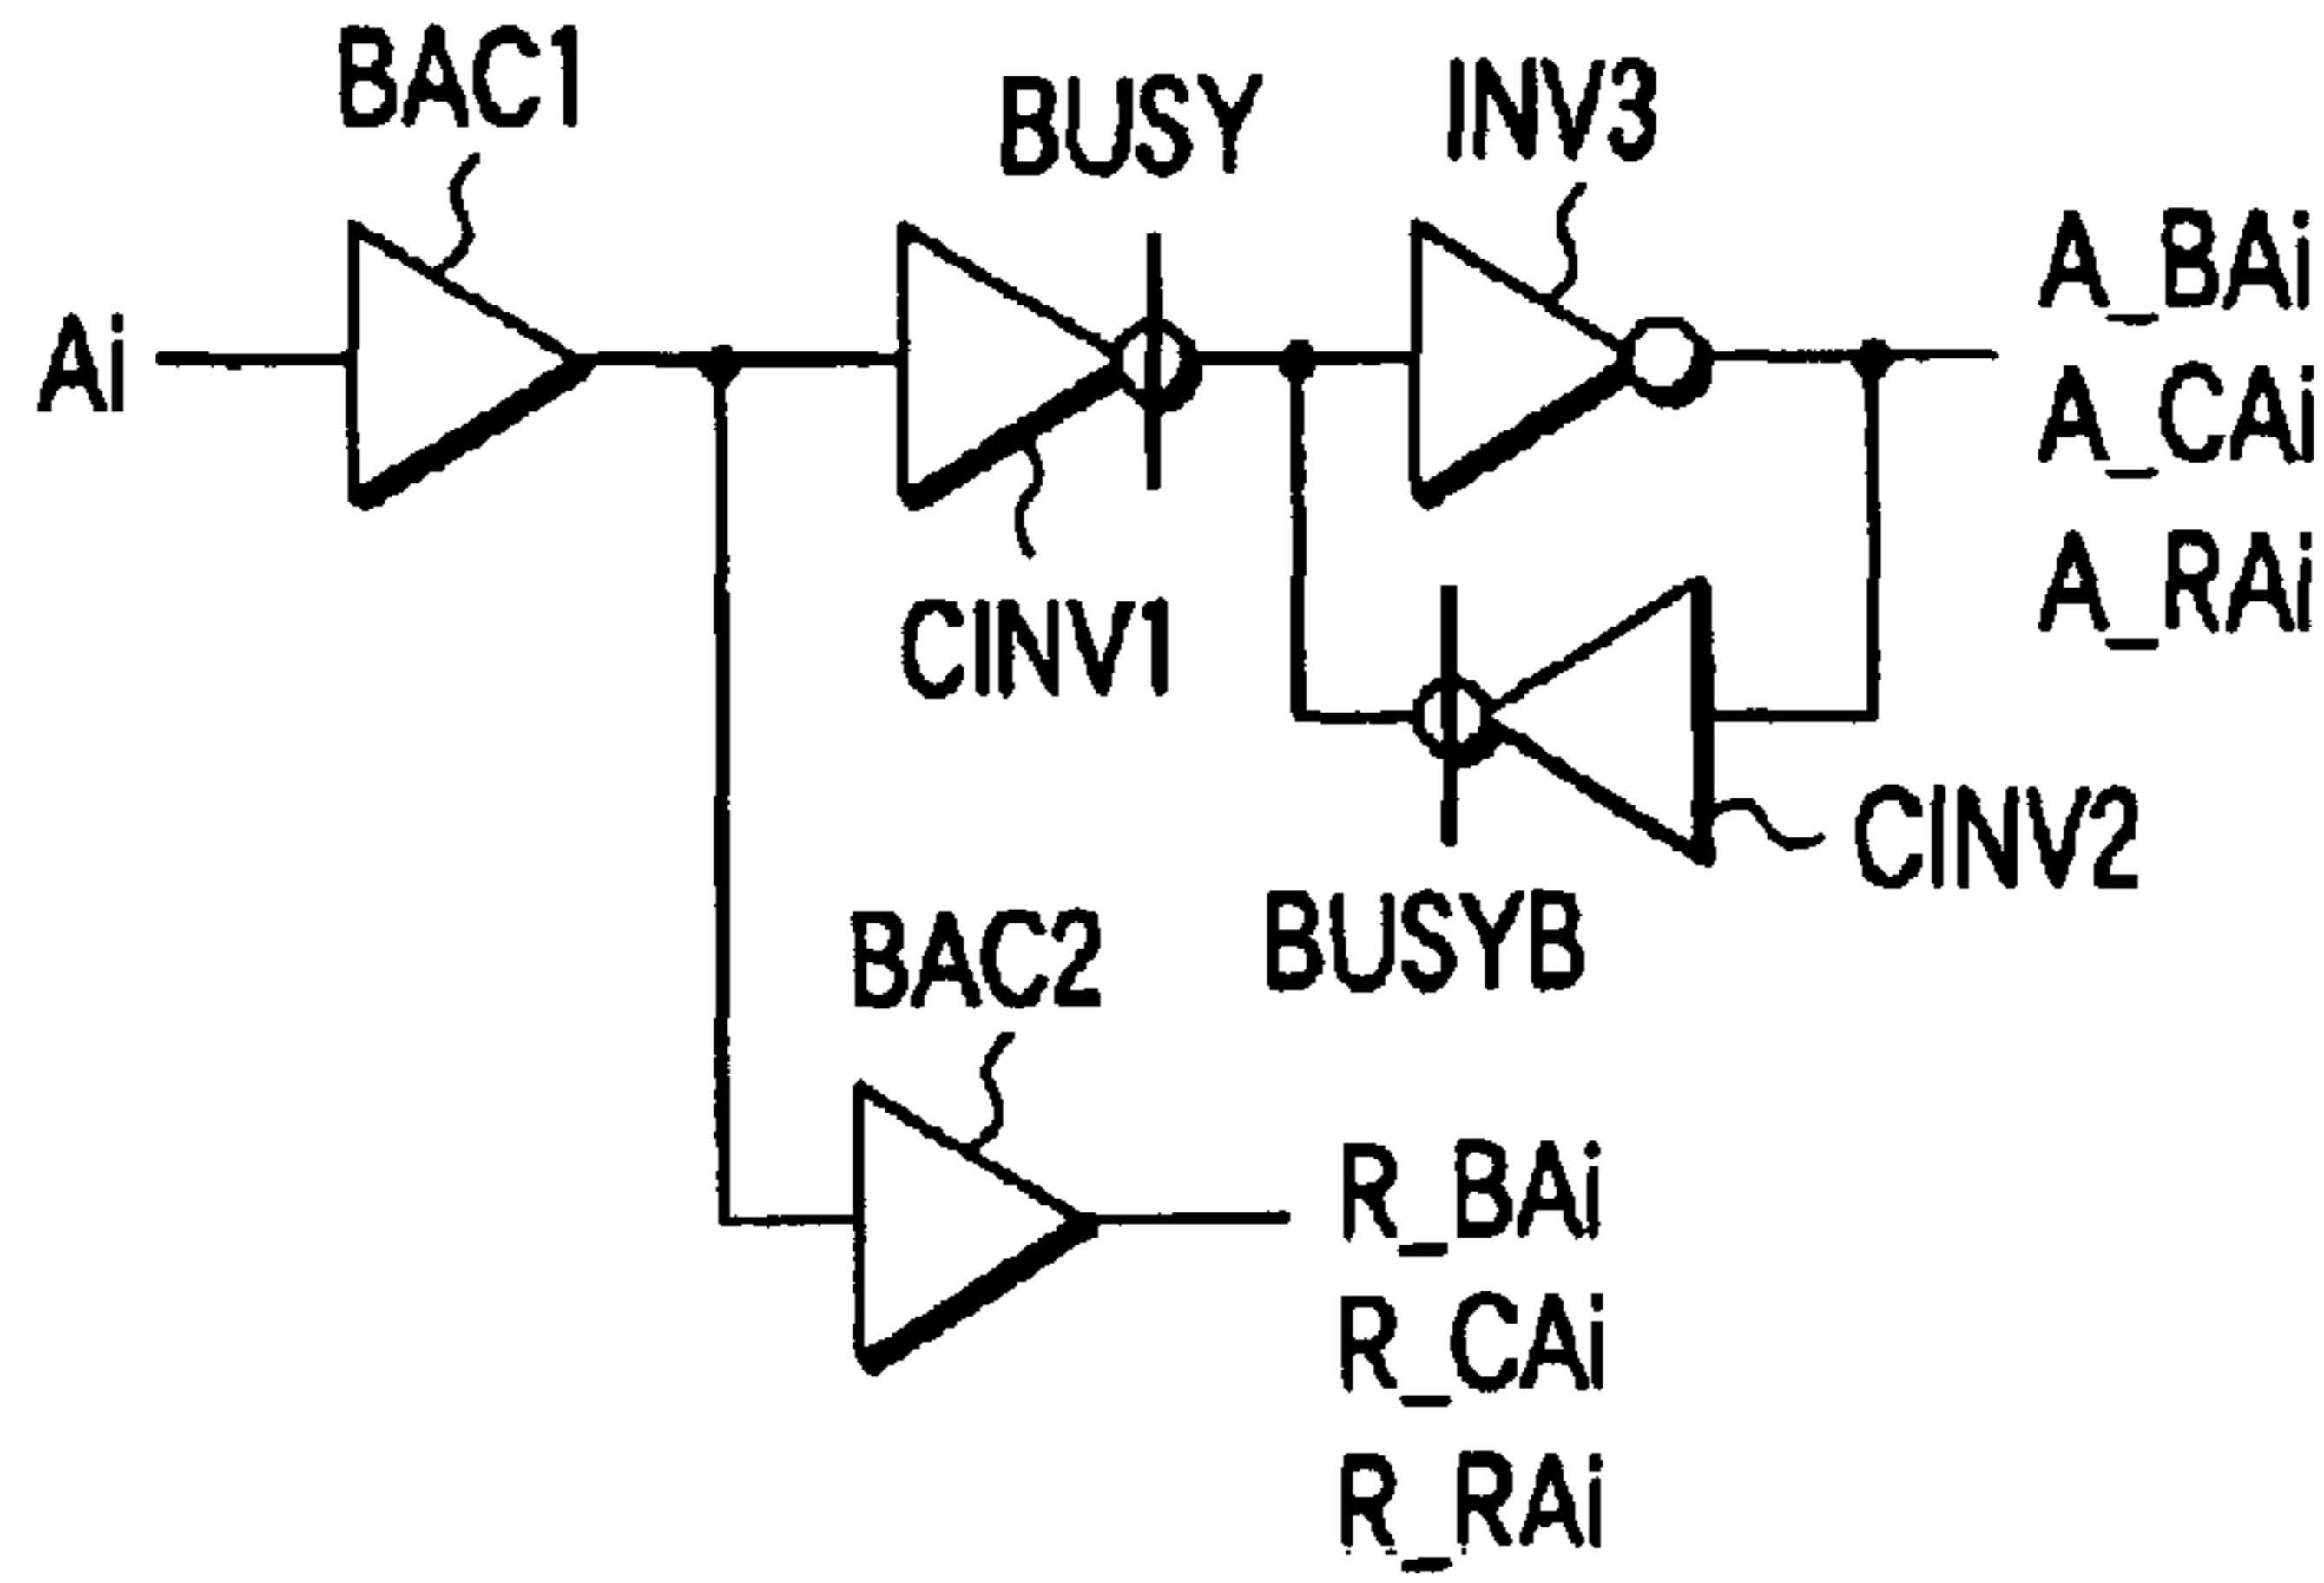 BAC1
BUSY
INV3
Ai
A_BAi
A_CAi
A_RAi
CINV1
CINV2
BUSYB
BAC2
R_BAi
R_CAi
R_RAi